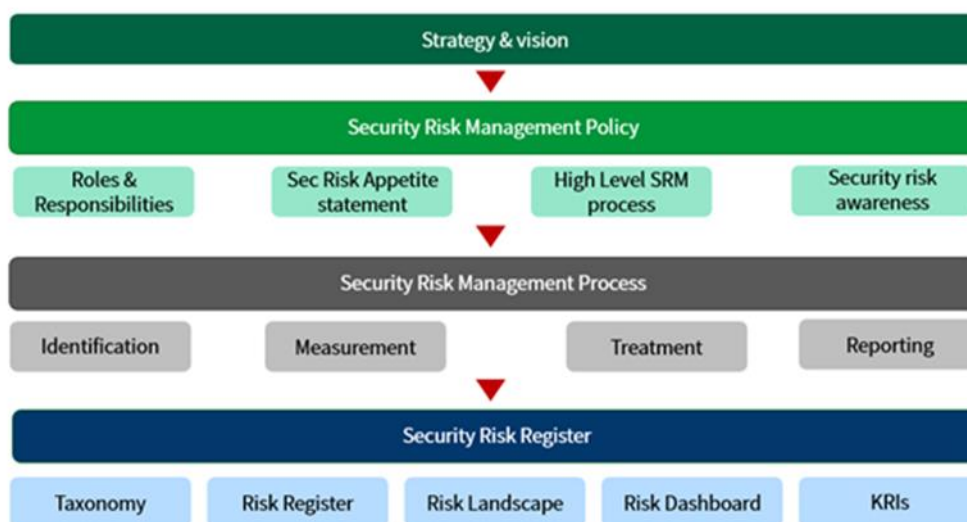 Strategy & vision
Security Risk Management Policy
Roles &
Responsibilities
Sec Risk Appetite
statement
High Level SRM
process
Security risk
awareness
Security Risk Management Process
Identification
Measurement
Treatment
Reporting
Security Risk Register
Taxonomy
Risk Register
Risk Landscape
Risk Dashboard
KRIs